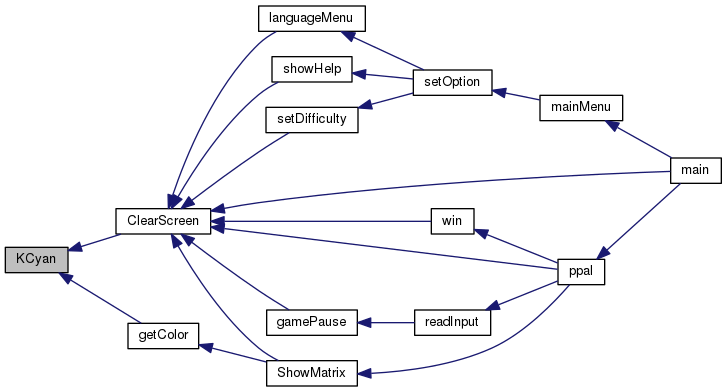 languageMenu
showHelp
setOption
setDifficulty
mainMenu
main
ClearScreen
win
KCyan
ppal
gamePause
readInput
getColor
ShowMatrix